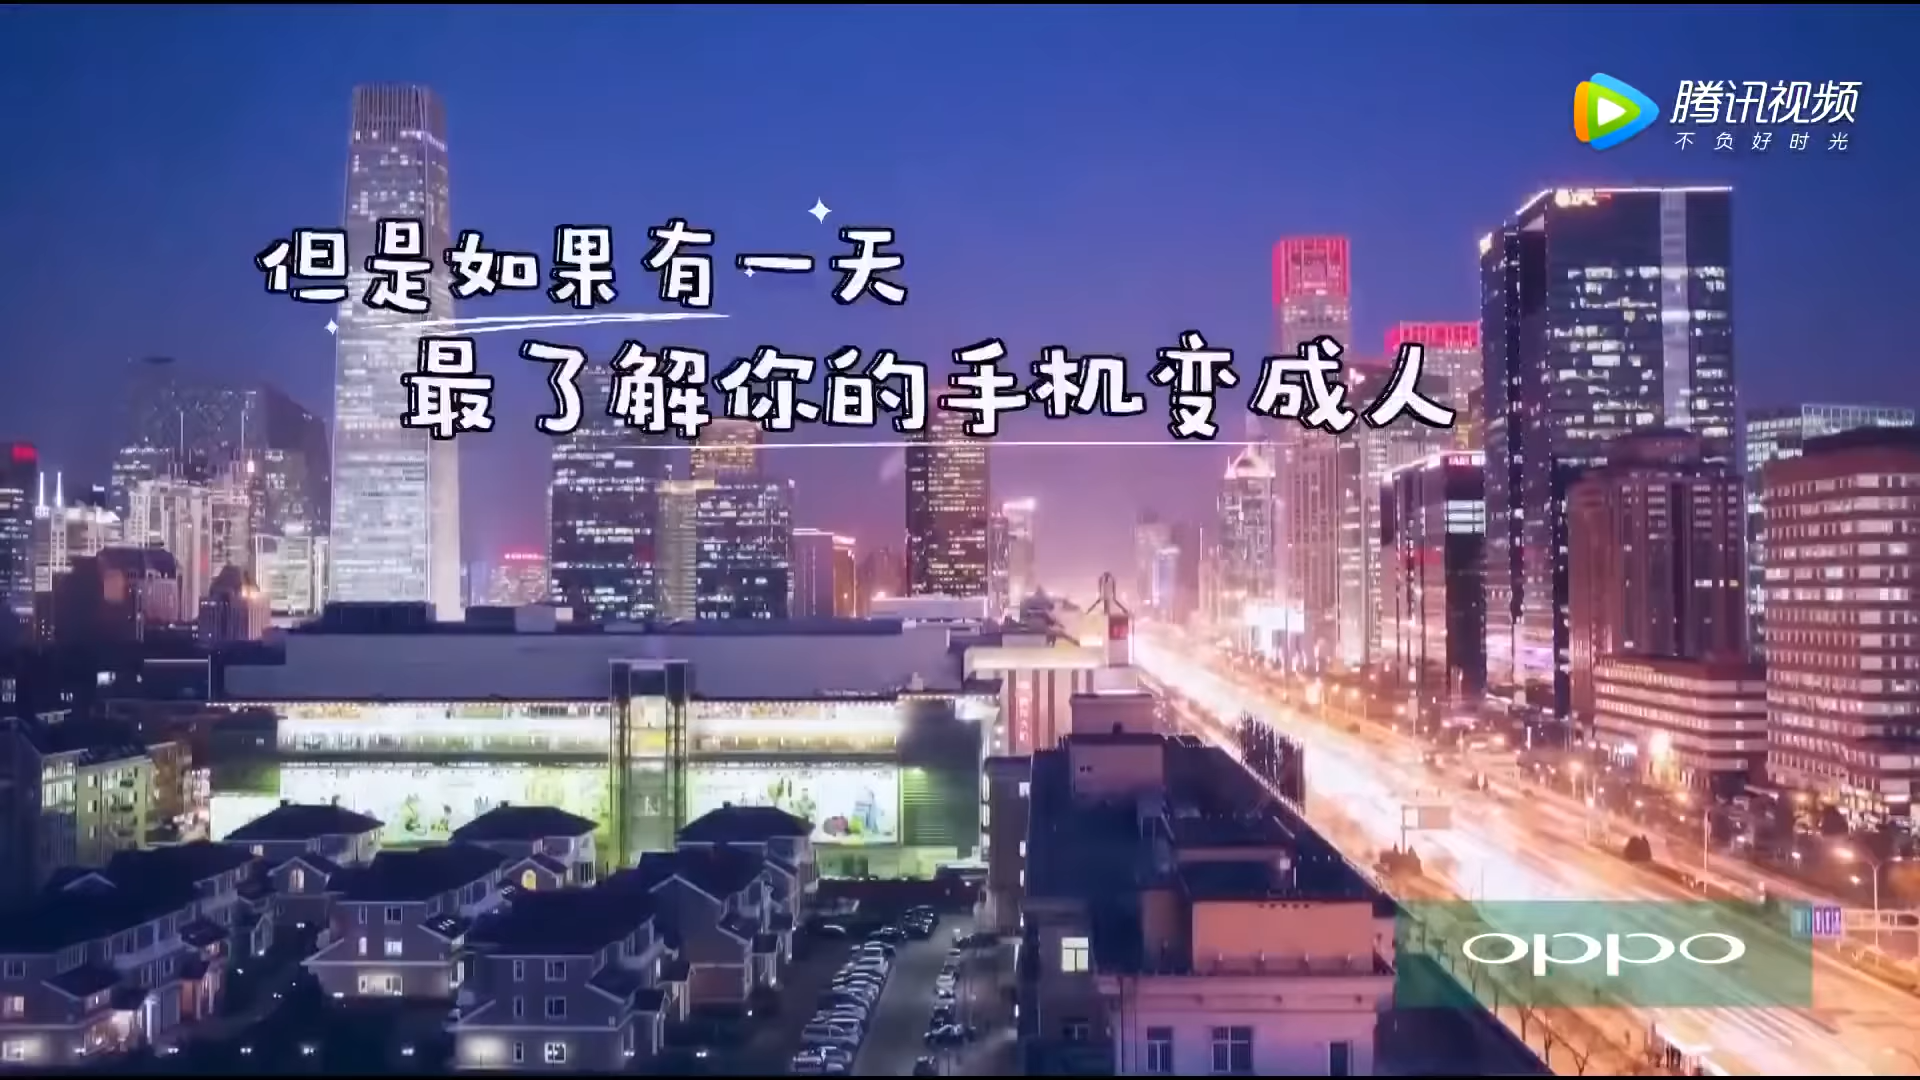 腾讯视频
不负好时光
但是如果有一天
最了解你的手机变成人
oppo